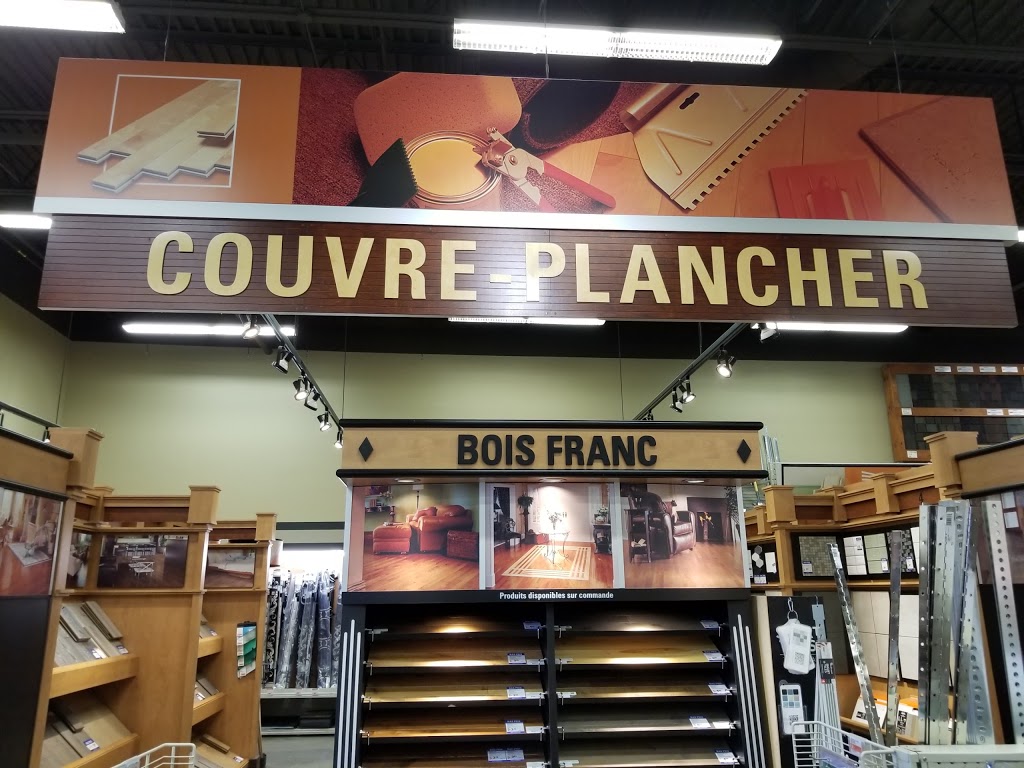 COUVRE-PLANCHER
BOIS FRANC
Produits disponibles sur commande